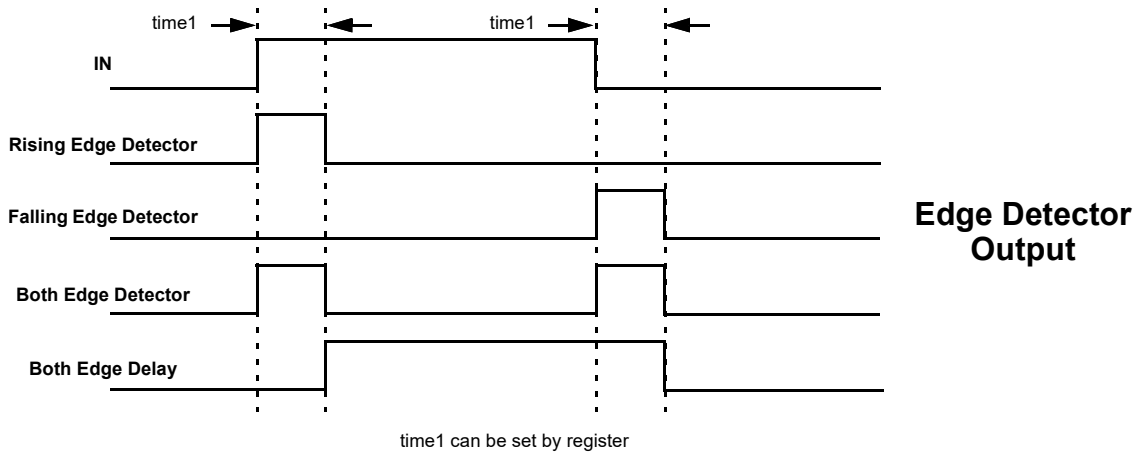 time1
time1
IN
Rising Edge Detector
Falling Edge Detector
Edge Detector
Output
Both Edge Detector
Both Edge Delay
time1 can be set by register